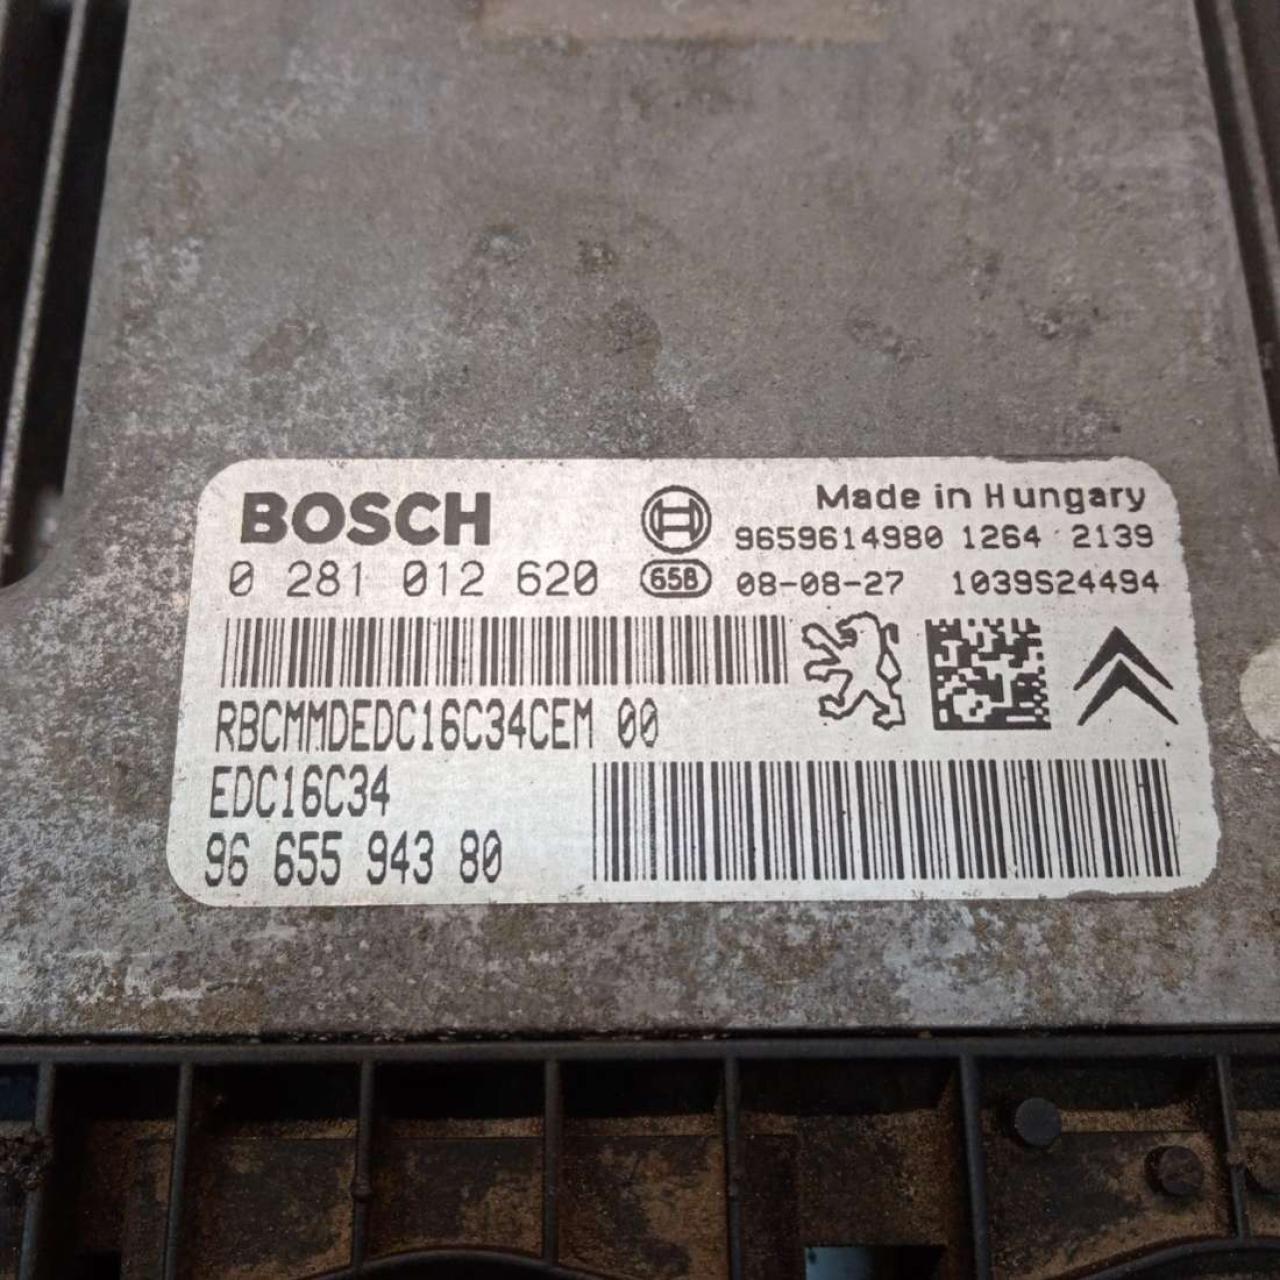 BOSCH
Made in Hungary
9659614980 1264 2139
0 281 012 620
65B
08-08-27 1039S24494
RBCMMDEDC16C34CEM 00
EDC16C34
96 655 943 80